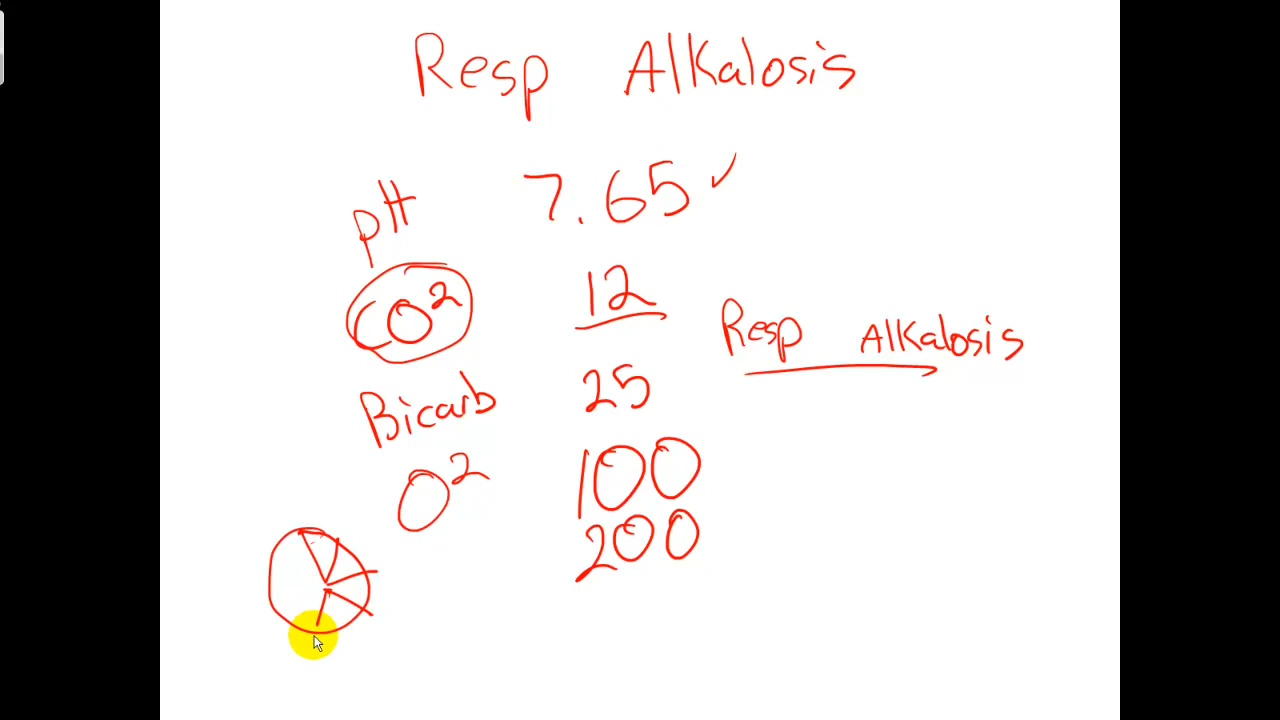 Resp Alkalosis
pH 7.65 ✓
CO² 12
Resp Alkalosis
Bicarb 25
O² 100
200